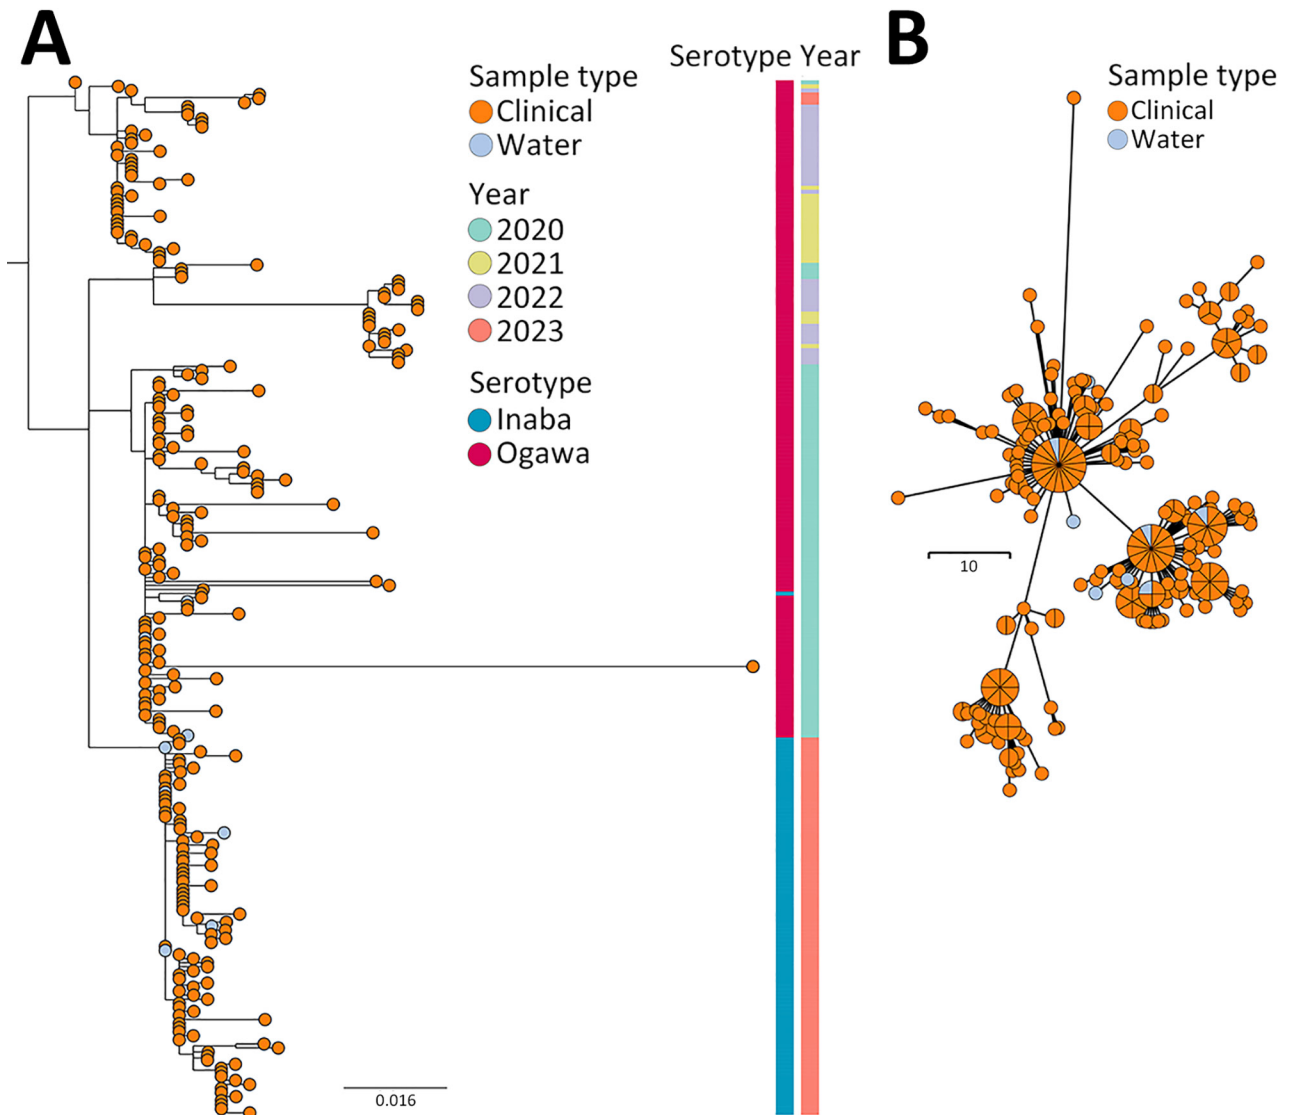 A
Sample type
Clinical
Water
Year
2020
2021
2022
2023
Serotype
Inaba
Ogawa
Serotype Year
0.016
B
Sample type
Clinical
Water
10